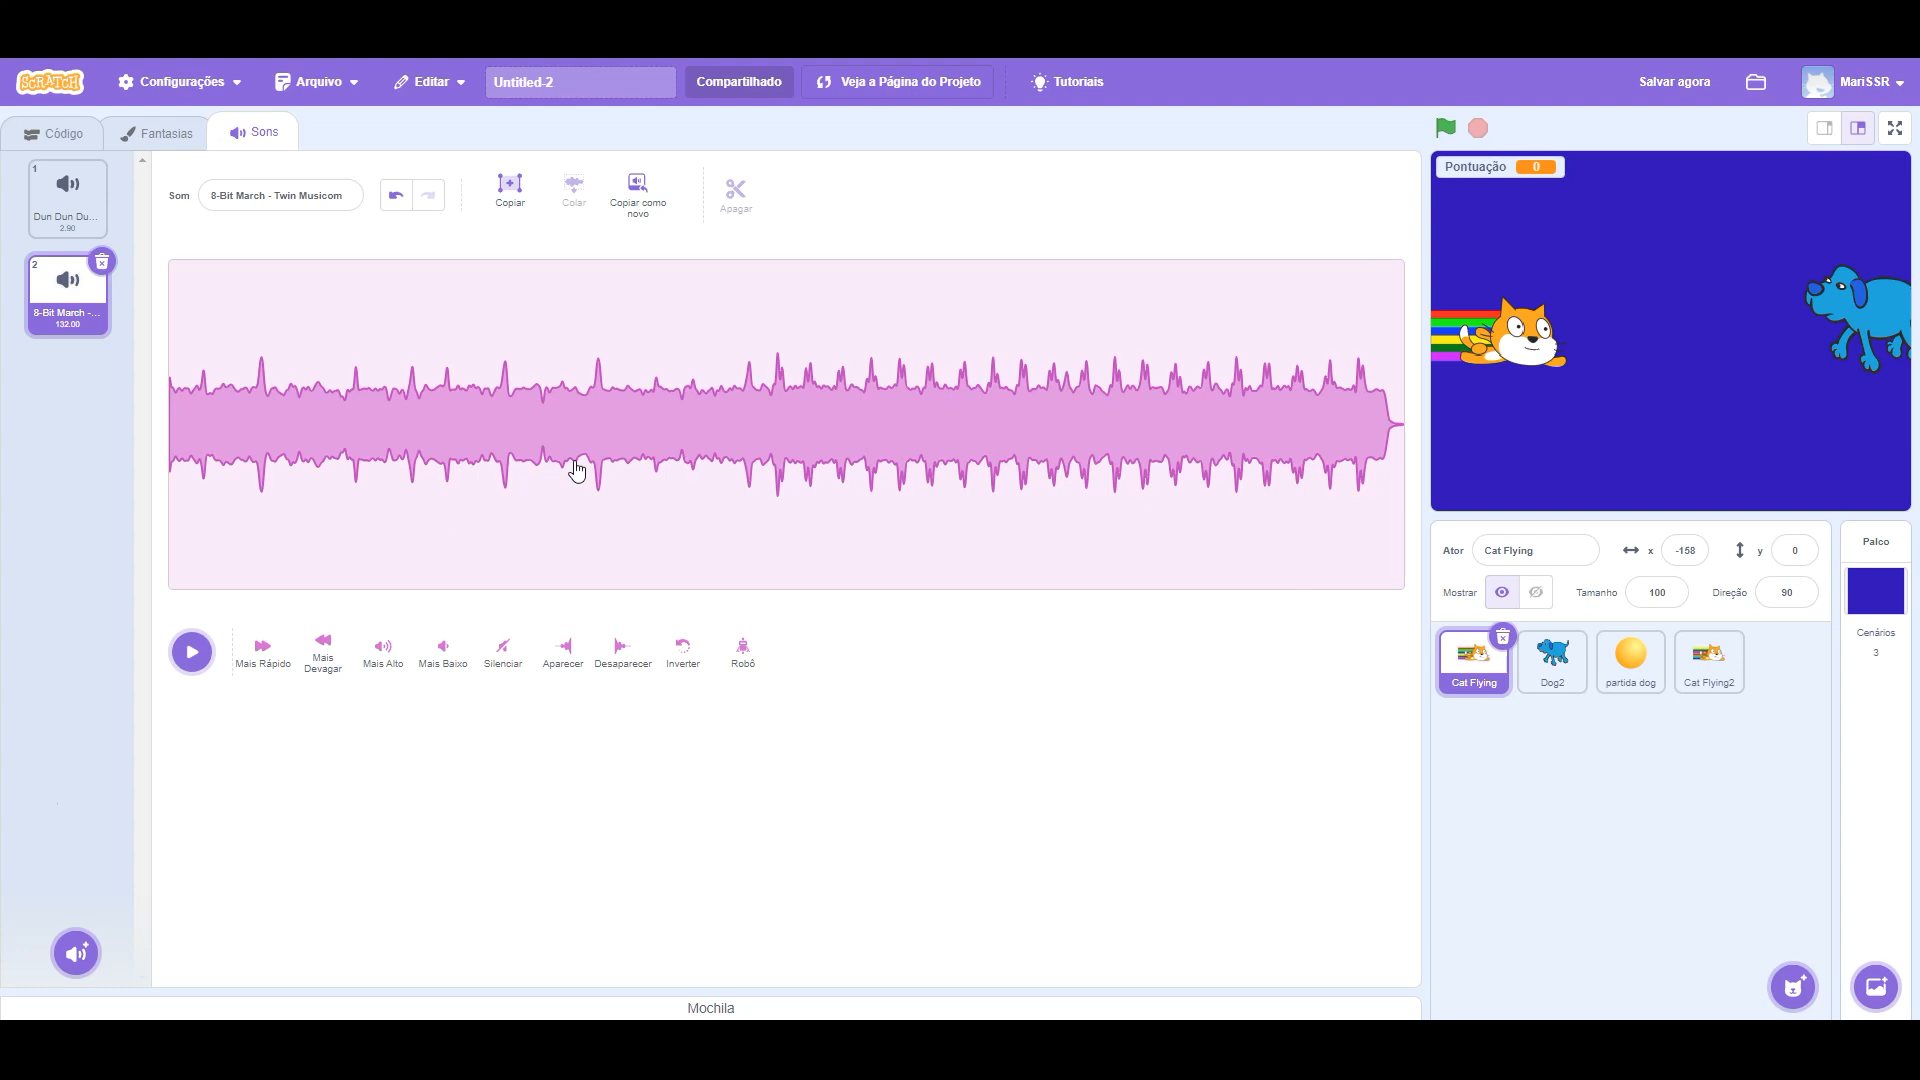 SCRATCH
Configurações
Arquivo
Editar
Untitled-2
Compartilhado
Veja a Página do Projeto
Tutoriais
Salvar agora
MariSSR
Código
Fantasias
Sons
1
Dun Dun Du...
2.90
2
8-Bit March -...
132.00
Som
8-Bit March - Twin Musicom
Copiar
Colar
Copiar como
novo
Apagar
Mais Rápido
Mais
Devagar
Mais Alto
Mais Baixo
Silenciar
Aparecer
Desaparecer
Inverter
Robô
Mochila
Pontuação 0
Ator
Cat Flying
x
-158
y
0
Mostrar
Tamanho
100
Direção
90
Cat Flying
Dog2
partida dog
Cat Flying2
Palco
Cenários
3